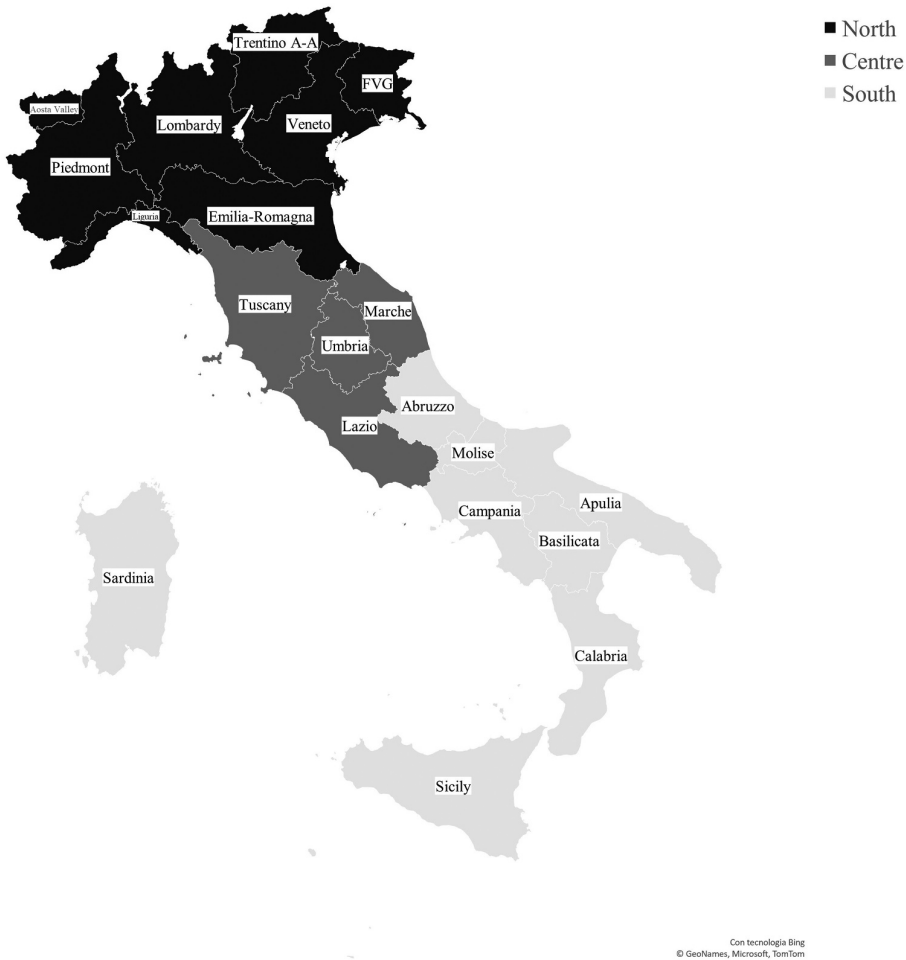 North
Centre
South
Trentino A-A
FVG
Aosta Valley
Lombardy
Veneto
Piedmont
Liguria
Emilia-Romagna
Tuscany
Marche
Umbria
Abruzzo
Lazio
Molise
Campania
Apulia
Basilicata
Sardinia
Calabria
Sicily
Con tecnologia Bing
© GeoNames, Microsoft, TomTom